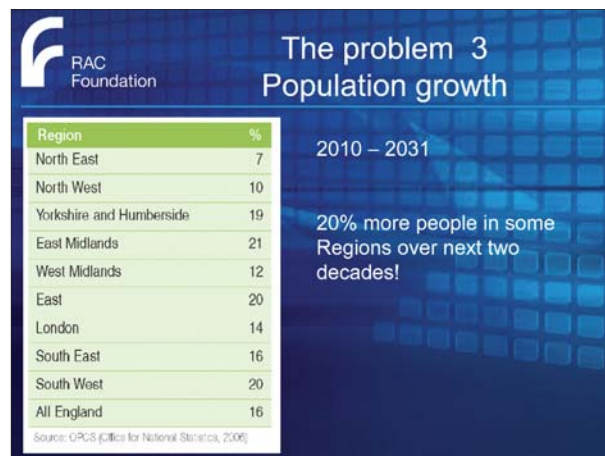 RAC
Foundation
The problem 3
Population growth
Region %
North East 7
North West 10
Yorkshire and Humberside 19
East Midlands 21
West Midlands 12
East 20
London 14
South East 16
South West 20
All England 16
Source: OPCS (Office for National Statistics, 2006)
2010 – 2031
20% more people in some
Regions over next two
decades!